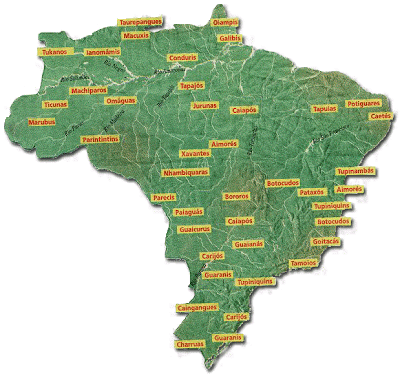 Taurepangues
Oiampis
Macuxis
Galibis
Tukanos
Ianomâmis
Conduris
Machiparos
Tapajós
Ticunas
Omáguas
Jurunas
Caiapós
Tapuias
Potiguares
Caetés
Marubus
Parintintins
Aimorés
Xavantes
Nhambiquaras
Tupinambás
Botocudos
Pataxós
Aimorés
Parecis
Bororos
Tupiniquins
Paiaguás
Caiapós
Botocudos
Guaicurus
Guaianás
Goitacás
Carijós
Tamoios
Guaranis
Tupiniquins
Caingangues
Carijós
Guaranis
Charruas